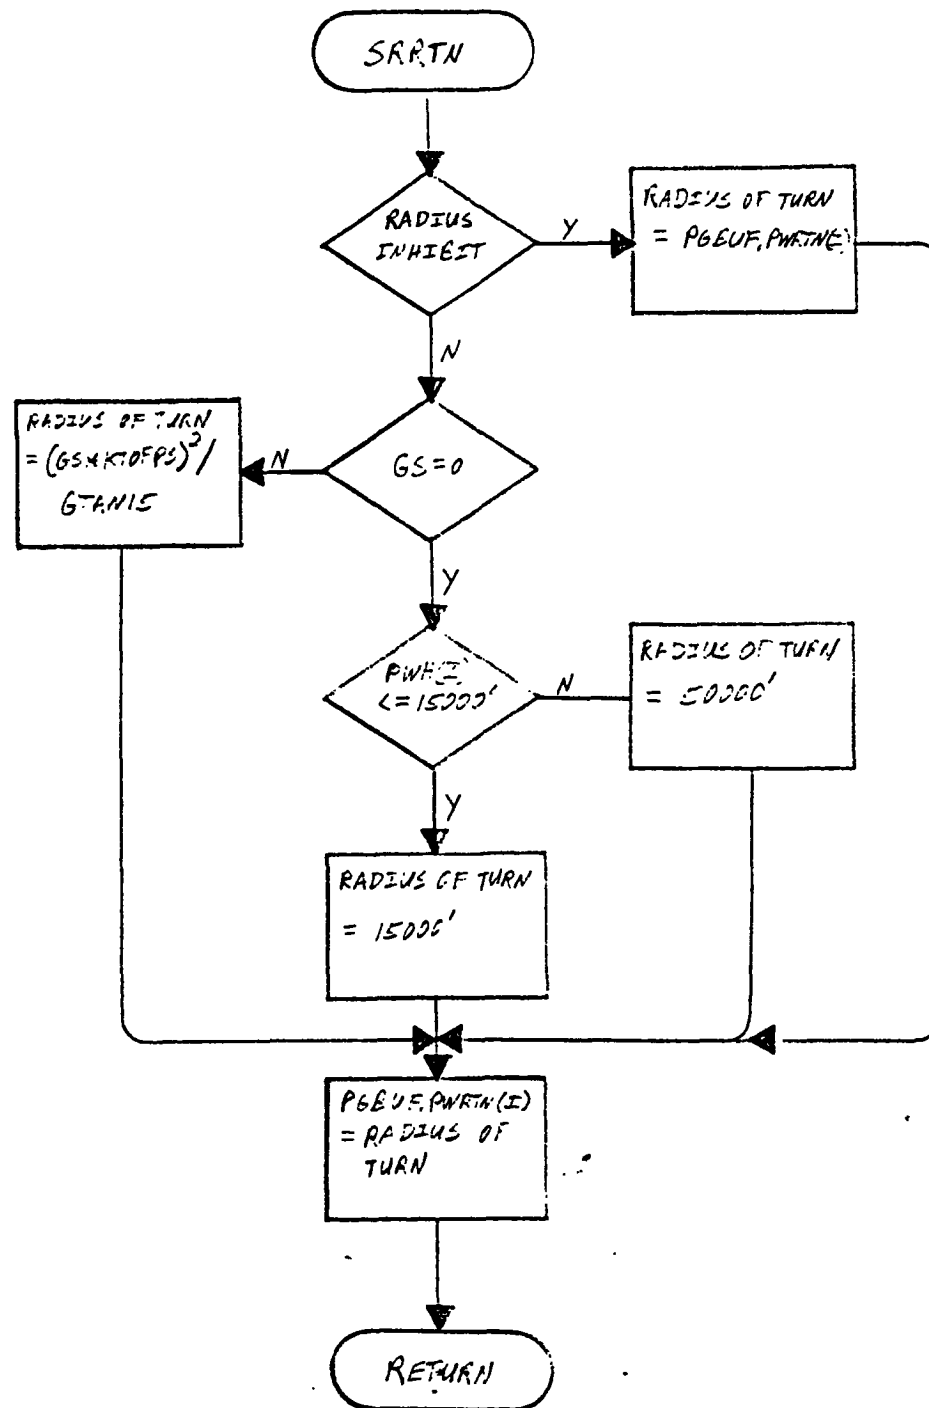 SRRTN
RADIUS
INHIBIT
Y
RADIUS OF TURN
= PGBUF.PWRTN(I)
N
GS=0
N
RADIUS OF TURN
= (GS*KTOFPS)²/
GTAN15
Y
PWH(I)
<=15000'
N
RADIUS OF TURN
= 50000'
Y
RADIUS OF TURN
= 15000'
PGBUF.PWRTN(I)
= RADIUS OF
TURN
RETURN